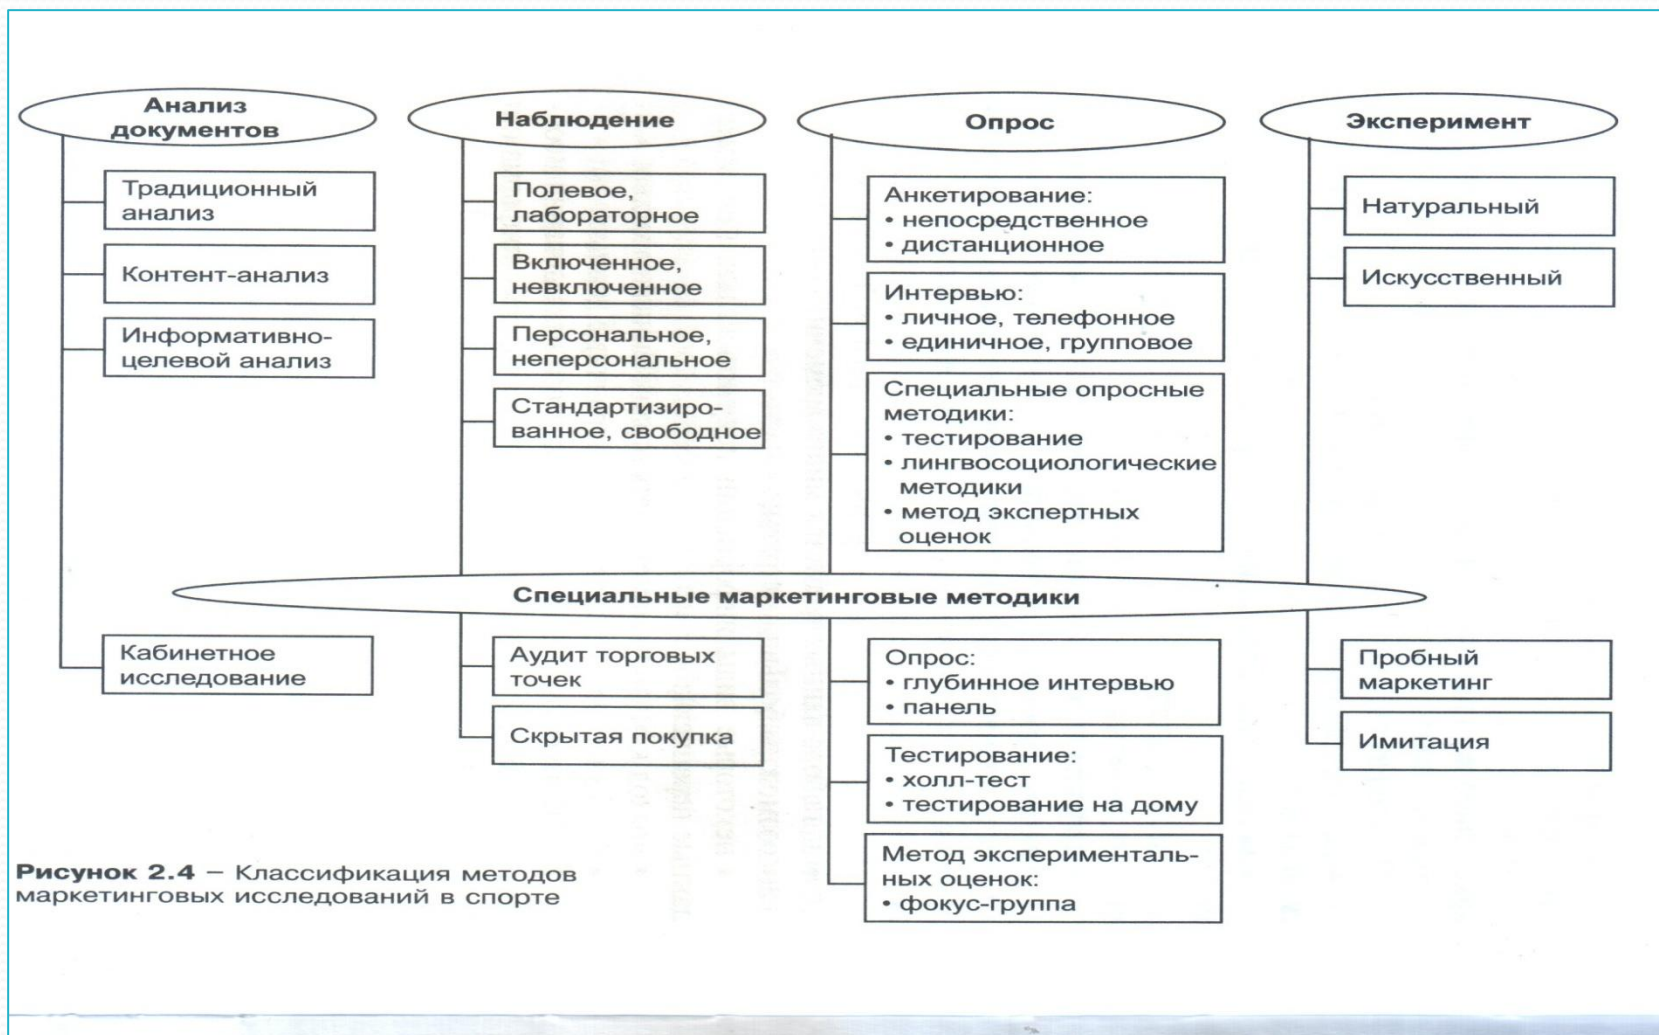 Анализ
документов
Традиционный
анализ
Контент-анализ
Информативно-
целевой анализ
Наблюдение
Полевое,
лабораторное
Включенное,
невключенное
Персональное,
неперсональное
Стандартизиро-
ванное, свободное
Опрос
Анкетирование:
• непосредственное
• дистанционное
Интервью:
• личное, телефонное
• единичное, групповое
Специальные опросные
методики:
• тестирование
• лингвосоциологические
методики
• метод экспертных
оценок
Эксперимент
Натуральный
Искусственный
Специальные маркетинговые методики
Кабинетное
исследование
Аудит торговых
точек
Скрытая покупка
Опрос:
• глубинное интервью
• панель
Тестирование:
• холл-тест
• тестирование на дому
Метод эксперименталь-
ных оценок:
• фокус-группа
Пробный
маркетинг
Имитация
Рисунок 2.4 – Классификация методов
маркетинговых исследований в спорте